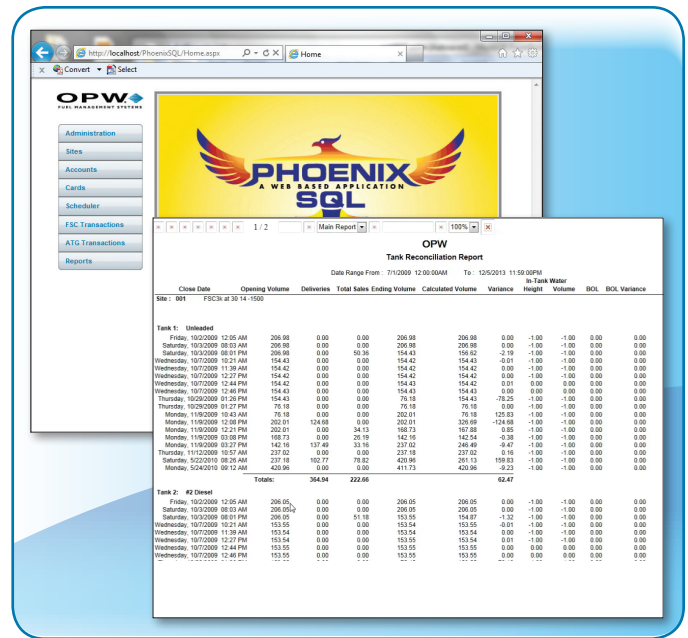 http://localhost/PhoenixSQL/Home.aspx
Home
x Convert Select
OPW
FUEL MANAGEMENT SYSTEMS
Administration
Sites
Accounts
Cards
Scheduler
FSC Transactions
ATG Transactions
Reports
PHOENIX
A WEB BASED APPLICATION
SQL
1 / 2 Main Report 100%
OPW
Tank Reconciliation Report
Date Range From : 7/1/2009 12:00:00AM To : 12/5/2013 11:59:00PM
In-Tank Water
Close Date Opening Volume Deliveries Total Sales Ending Volume Calculated Volume Variance Height Volume BOL BOL Variance
Site : 001 FSC3k at 30 14 -1500
Tank 1: Unleaded
Friday, 10/2/2009 12:05 AM 206.98 0.00 0.00 206.98 206.98 0.00 -1.00 -1.00 0.00 0.00
Saturday, 10/3/2009 08:03 AM 206.98 0.00 0.00 206.98 206.98 0.00 -1.00 -1.00 0.00 0.00
Saturday, 10/3/2009 08:01 PM 206.98 0.00 50.36 154.43 156.62 -2.19 -1.00 -1.00 0.00 0.00
Wednesday, 10/7/2009 10:21 AM 154.43 0.00 0.00 154.42 154.43 -0.01 -1.00 -1.00 0.00 0.00
Wednesday, 10/7/2009 11:39 AM 154.42 0.00 0.00 154.42 154.42 0.00 -1.00 -1.00 0.00 0.00
Wednesday, 10/7/2009 12:27 PM 154.42 0.00 0.00 154.42 154.42 0.00 -1.00 -1.00 0.00 0.00
Wednesday, 10/7/2009 12:44 PM 154.42 0.00 0.00 154.43 154.42 0.01 0.00 0.00 0.00 0.00
Wednesday, 10/7/2009 12:46 PM 154.43 0.00 0.00 154.43 154.43 0.00 0.00 0.00 0.00 0.00
Thursday, 10/29/2009 01:26 PM 154.43 0.00 0.00 76.18 154.43 -78.25 -1.00 -1.00 0.00 0.00
Thursday, 10/29/2009 01:27 PM 76.18 0.00 0.00 76.18 76.18 0.00 -1.00 -1.00 0.00 0.00
Monday, 11/9/2009 10:43 AM 76.18 0.00 0.00 202.01 76.18 125.83 -1.00 -1.00 0.00 0.00
Monday, 11/9/2009 12:08 PM 202.01 124.68 0.00 202.01 326.69 -124.68 -1.00 -1.00 0.00 0.00
Monday, 11/9/2009 12:21 PM 202.01 0.00 34.13 168.73 167.88 0.85 -1.00 -1.00 0.00 0.00
Monday, 11/9/2009 03:08 PM 168.73 0.00 26.19 142.16 142.54 -0.38 -1.00 -1.00 0.00 0.00
Monday, 11/9/2009 03:27 PM 142.16 137.49 33.16 237.02 246.49 -9.47 -1.00 -1.00 0.00 0.00
Thursday, 11/12/2009 10:57 AM 237.02 0.00 0.00 237.18 237.02 0.16 -1.00 -1.00 0.00 0.00
Saturday, 5/22/2010 08:26 AM 237.18 102.77 78.82 420.96 261.13 159.83 -1.00 -1.00 0.00 0.00
Monday, 5/24/2010 09:12 AM 420.96 0.00 0.00 411.73 420.96 -9.23 -1.00 -1.00 0.00 0.00
Totals: 364.94 222.66 62.47
Tank 2: #2 Diesel
Friday, 10/2/2009 12:05 AM 206.05 0.00 0.00 206.05 206.05 0.00 -1.00 -1.00 0.00 0.00
Saturday, 10/3/2009 08:03 AM 206.05 0.00 0.00 206.05 206.05 0.00 -1.00 -1.00 0.00 0.00
Saturday, 10/3/2009 08:01 PM 206.05 0.00 51.18 153.55 154.87 -1.32 -1.00 -1.00 0.00 0.00
Wednesday, 10/7/2009 10:21 AM 153.55 0.00 0.00 153.54 153.55 -0.01 -1.00 -1.00 0.00 0.00
Wednesday, 10/7/2009 11:39 AM 153.54 0.00 0.00 153.54 153.54 0.00 -1.00 -1.00 0.00 0.00
Wednesday, 10/7/2009 12:27 PM 153.54 0.00 0.00 153.55 153.54 0.01 -1.00 -1.00 0.00 0.00
Wednesday, 10/7/2009 12:44 PM 153.55 0.00 0.00 153.55 153.55 0.00 0.00 0.00 0.00 0.00
Wednesday, 10/7/2009 12:46 PM 153.55 0.00 0.00 153.55 153.55 0.00 0.00 0.00 0.00 0.00